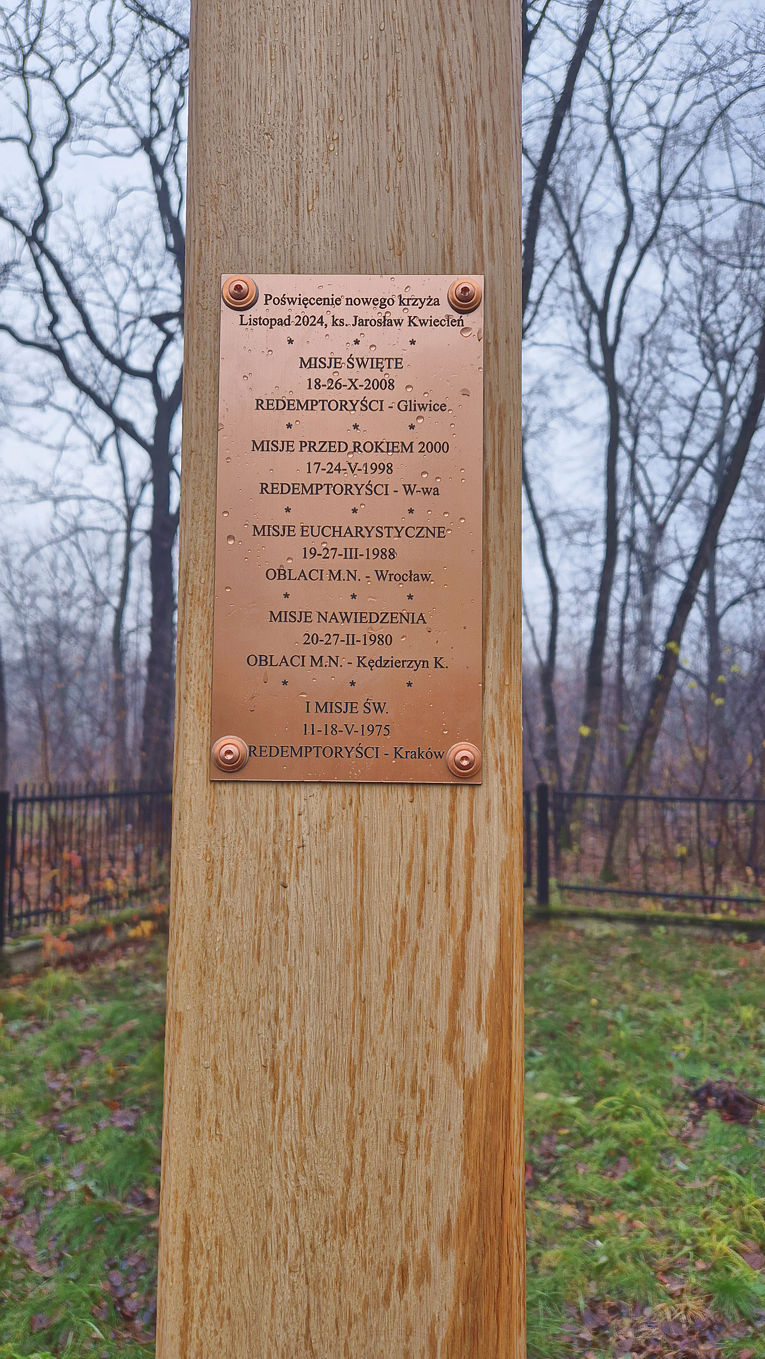 Poświęcenie nowego krzyża
Listopad 2024, ks. Jarosław Kwiecień
* * *
MISJE ŚWIĘTE
18-26-X-2008
REDEMPTORYŚCI - Gliwice
* * *
MISJE PRZED ROKIEM 2000
17-24-V-1998
REDEMPTORYŚCI - W-wa
* * *
MISJE EUCHARYSTYCZNE
19-27-III-1988
OBLACI M.N. - Wrocław
* * *
MISJE NAWIEDZENIA
20-27-II-1980
OBLACI M.N. - Kędzierzyn K.
* * *
I MISJE ŚW.
11-18-V-1975
REDEMPTORYŚCI - Kraków